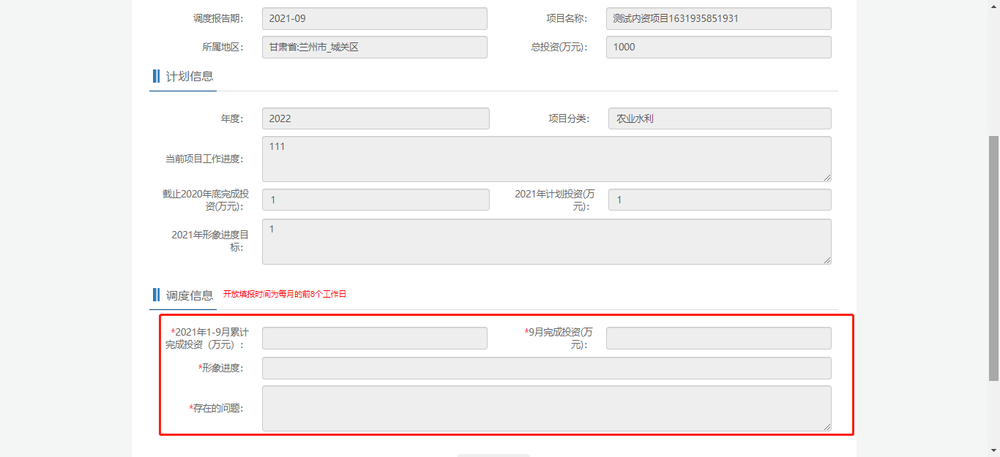 调度报告期： 2021-09 项目名称： 测试内资项目1631935851931
所属地区： 甘肃省:兰州市_城关区 总投资(万元)： 1000
计划信息
年度： 2022 项目分类： 农业水利
当前项目工作进度： 111
截止2020年底完成投
资(万元)： 1
2021年计划投资(万
元)： 1
2021年形象进度目
标： 1
调度信息 开放填报时间为每月的前8个工作日
*2021年1-9月累计
完成投资（万元）：
*9月完成投资(万
元)：
*形象进度：
*存在的问题：